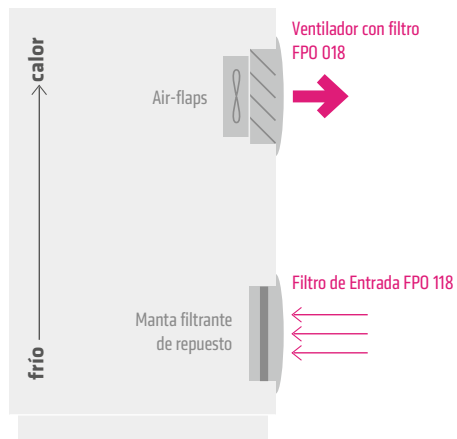 Ventilador con filtro
FPO 018
calor
Air-flaps
Filtro de Entrada FPO 118
Manta filtrante
de repuesto
frío